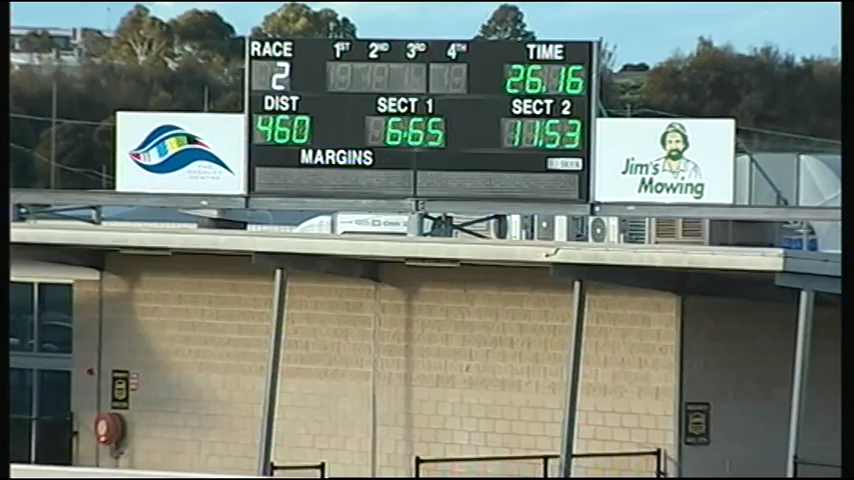 RACE 1ST 2ND 3RD 4TH TIME
2 26.16
DIST SECT 1 SECT 2
460 6.65 11.53
MARGINS
Jim's
Mowing